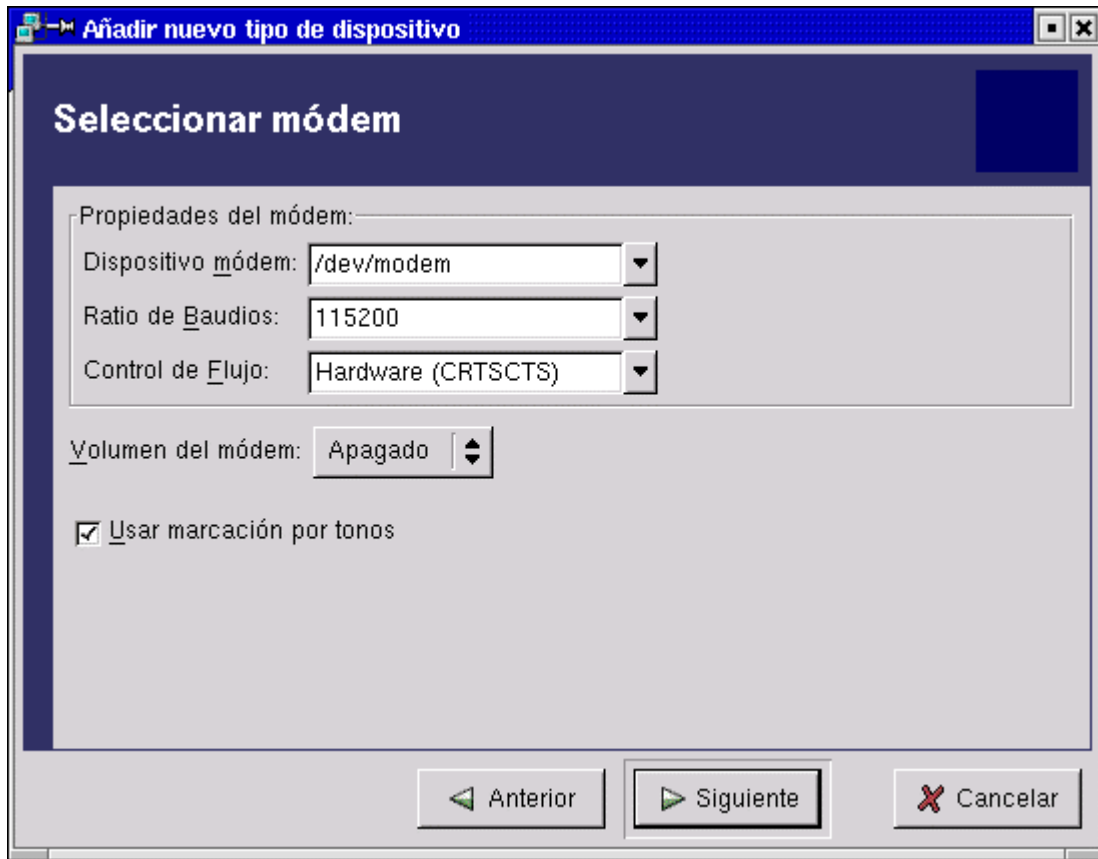 Añadir nuevo tipo de dispositivo
Seleccionar módem
Propiedades del módem:
Dispositivo módem: /dev/modem
Ratio de Baudios: 115200
Control de Flujo: Hardware (CRTSCTS)
Volumen del módem: Apagado
Usar marcación por tonos
Anterior Siguiente Cancelar